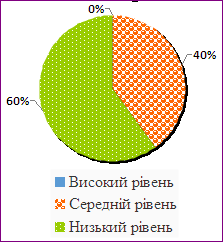 0%
40%
60%
Високий рівень
Середній рівень
Низький рівень